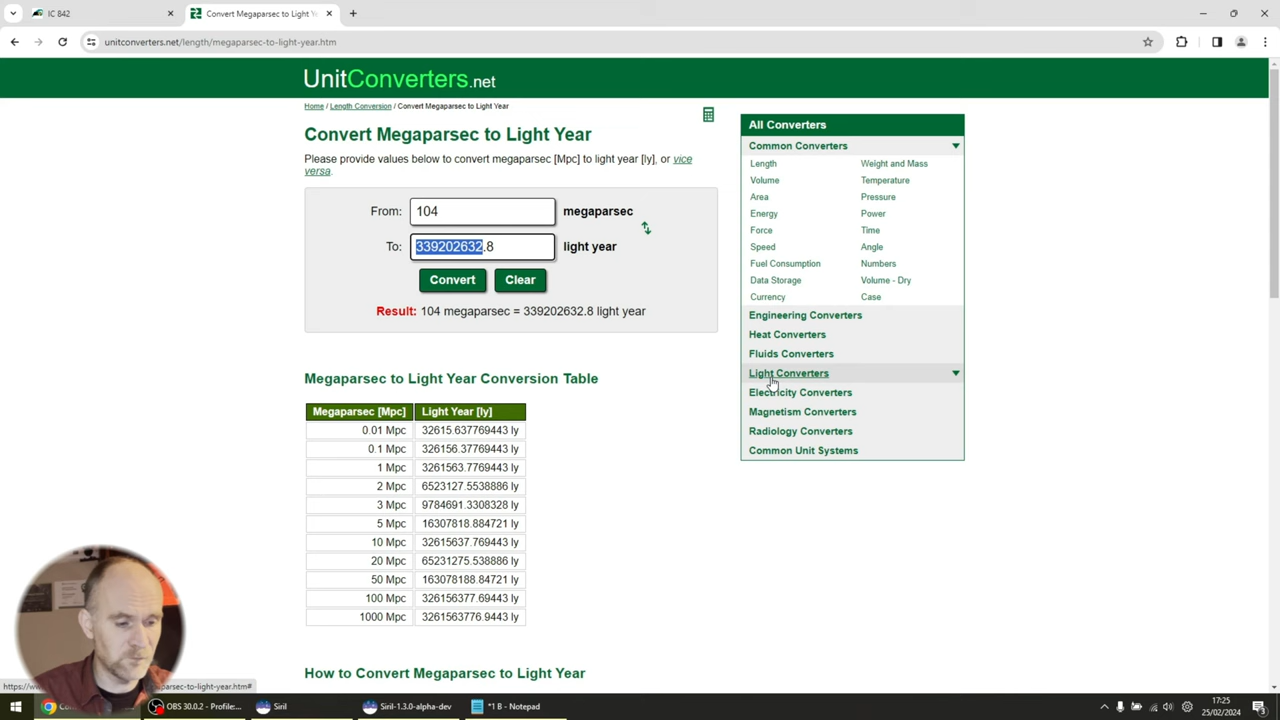 IC 842
Convert Megaparsec to Light Ye
unitconverters.net/length/megaparsec-to-light-year.htm
UnitConverters.net
Home / Length Conversion / Convert Megaparsec to Light Year
Convert Megaparsec to Light Year
Please provide values below to convert megaparsec [Mpc] to light year [ly], or vice
versa.
From: 104 megaparsec
To: 339202632.8 light year
Convert Clear
Result: 104 megaparsec = 339202632.8 light year
Megaparsec to Light Year Conversion Table
Megaparsec [Mpc] Light Year [ly]
0.01 Mpc 32615.637769443 ly
0.1 Mpc 326156.37769443 ly
1 Mpc 3261563.7769443 ly
2 Mpc 6523127.5538886 ly
3 Mpc 9784691.3308328 ly
5 Mpc 16307818.884721 ly
10 Mpc 32615637.769443 ly
20 Mpc 65231275.538886 ly
50 Mpc 163078188.84721 ly
100 Mpc 326156377.69443 ly
1000 Mpc 3261563776.9443 ly
How to Convert Megaparsec to Light Year
All Converters
Common Converters
Length Weight and Mass
Volume Temperature
Area Pressure
Energy Power
Force Time
Speed Angle
Fuel Consumption Numbers
Data Storage Volume - Dry
Currency Case
Engineering Converters
Heat Converters
Fluids Converters
Light Converters
Electricity Converters
Magnetism Converters
Radiology Converters
Common Unit Systems
parsec-to-light-year.htm#
OBS 30.0.2 - Profile:...
Siril
Siril-1.3.0-alpha-dev
*1 B - Notepad
17:25
25/02/2024